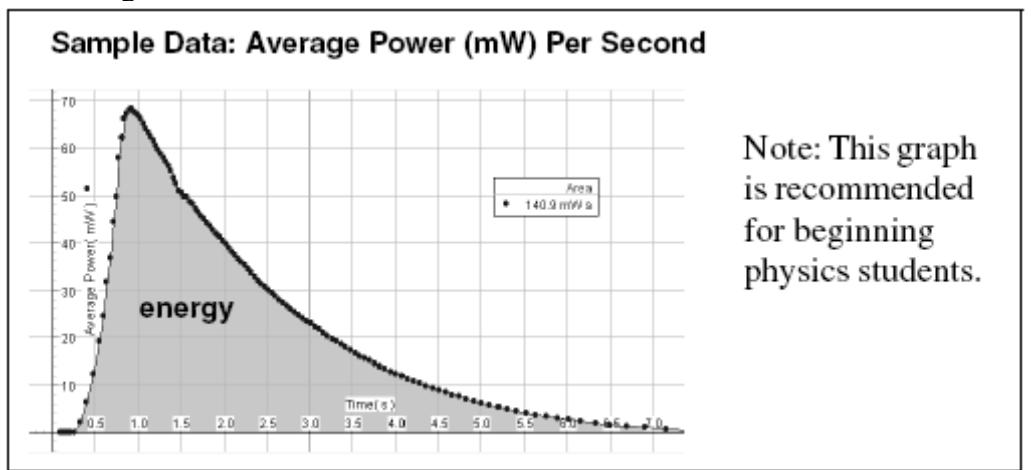 Sample Data: Average Power (mW) Per Second
70
60
50
40
30
20
10
Average Power( mW )
energy
Area
140.9 mW s
Time( s )
0.5 1.0 1.5 2.0 2.5 3.0 3.5 4.0 4.5 5.0 5.5 6.0 6.5 7.0
Note: This graph
is recommended
for beginning
physics students.